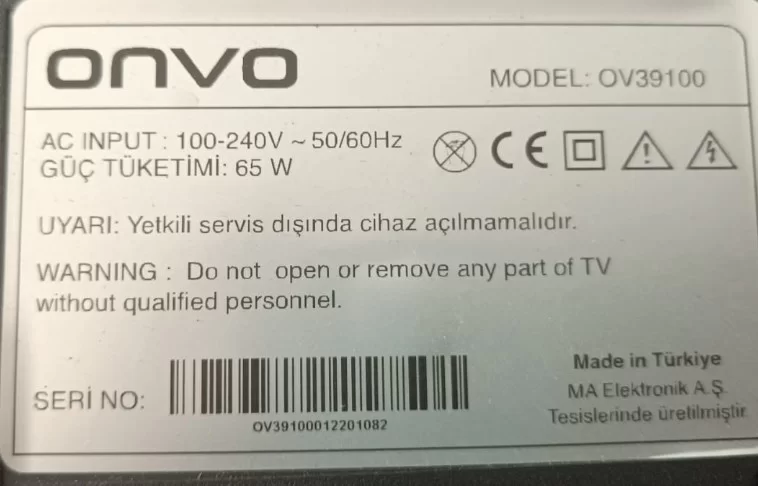 onvo
MODEL: OV39100
AC INPUT : 100-240V ~ 50/60Hz
GÜÇ TÜKETİMİ: 65 W
UYARI: Yetkili servis dışında cihaz açılmamalıdır.
WARNING : Do not open or remove any part of TV
without qualified personnel.
SERİ NO:
OV39100012201082
Made in Türkiye
MA Elektronik A.Ş.
Tesislerinde üretilmiştir